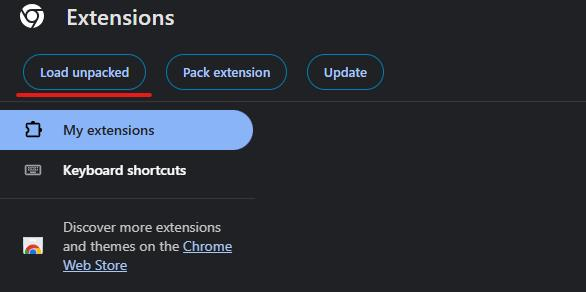 Extensions
Load unpacked
Pack extension
Update
My extensions
Keyboard shortcuts
Discover more extensions
and themes on the Chrome
Web Store